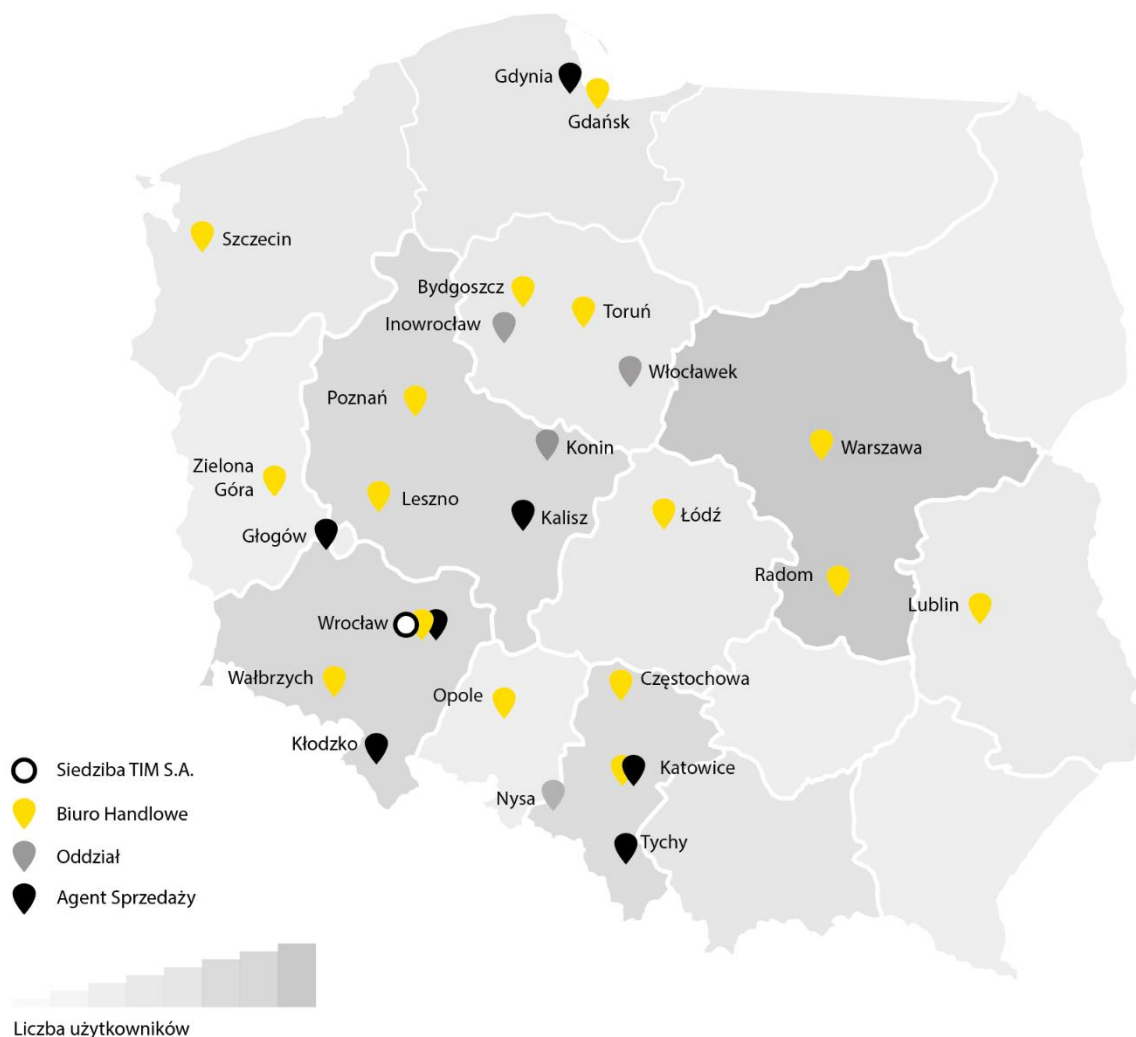 Gdynia
Gdańsk
Szczecin
Bydgoszcz
Toruń
Inowrocław
Włocławek
Poznań
Konin
Warszawa
Zielona
Góra
Leszno
Kalisz
Łódź
Głogów
Radom
Lublin
Wrocław
Wałbrzych
Opole
Częstochowa
Kłodzko
Katowice
Nysa
Tychy
Siedziba TIM S.A.
Biuro Handlowe
Oddział
Agent Sprzedaży
Liczba użytkowników